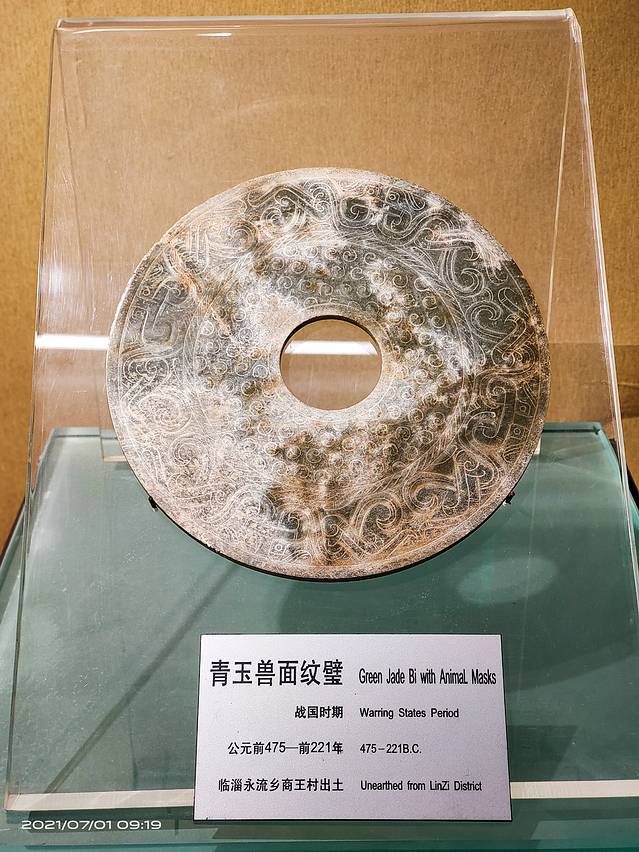 青玉兽面纹璧 Green Jade Bi with AnimaL Masks
战国时期 Warring States Period
公元前475—前221年 475-221B.C.
临淄永流乡商王村出土 Unearthed from LinZi District
2021/07/01 09:19